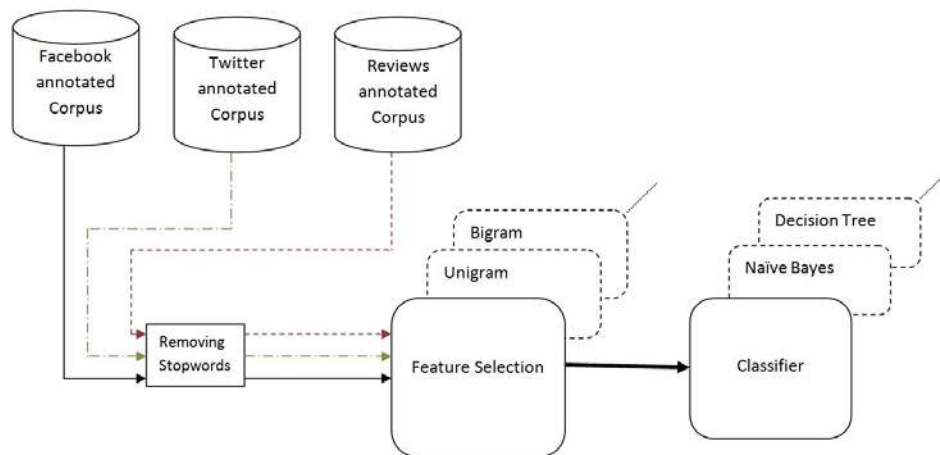 Facebook
annotated
Corpus
Twitter
annotated
Corpus
Reviews
annotated
Corpus
Bigram
Unigram
Decision Tree
Naïve Bayes
Removing
Stopwords
Feature Selection
Classifier